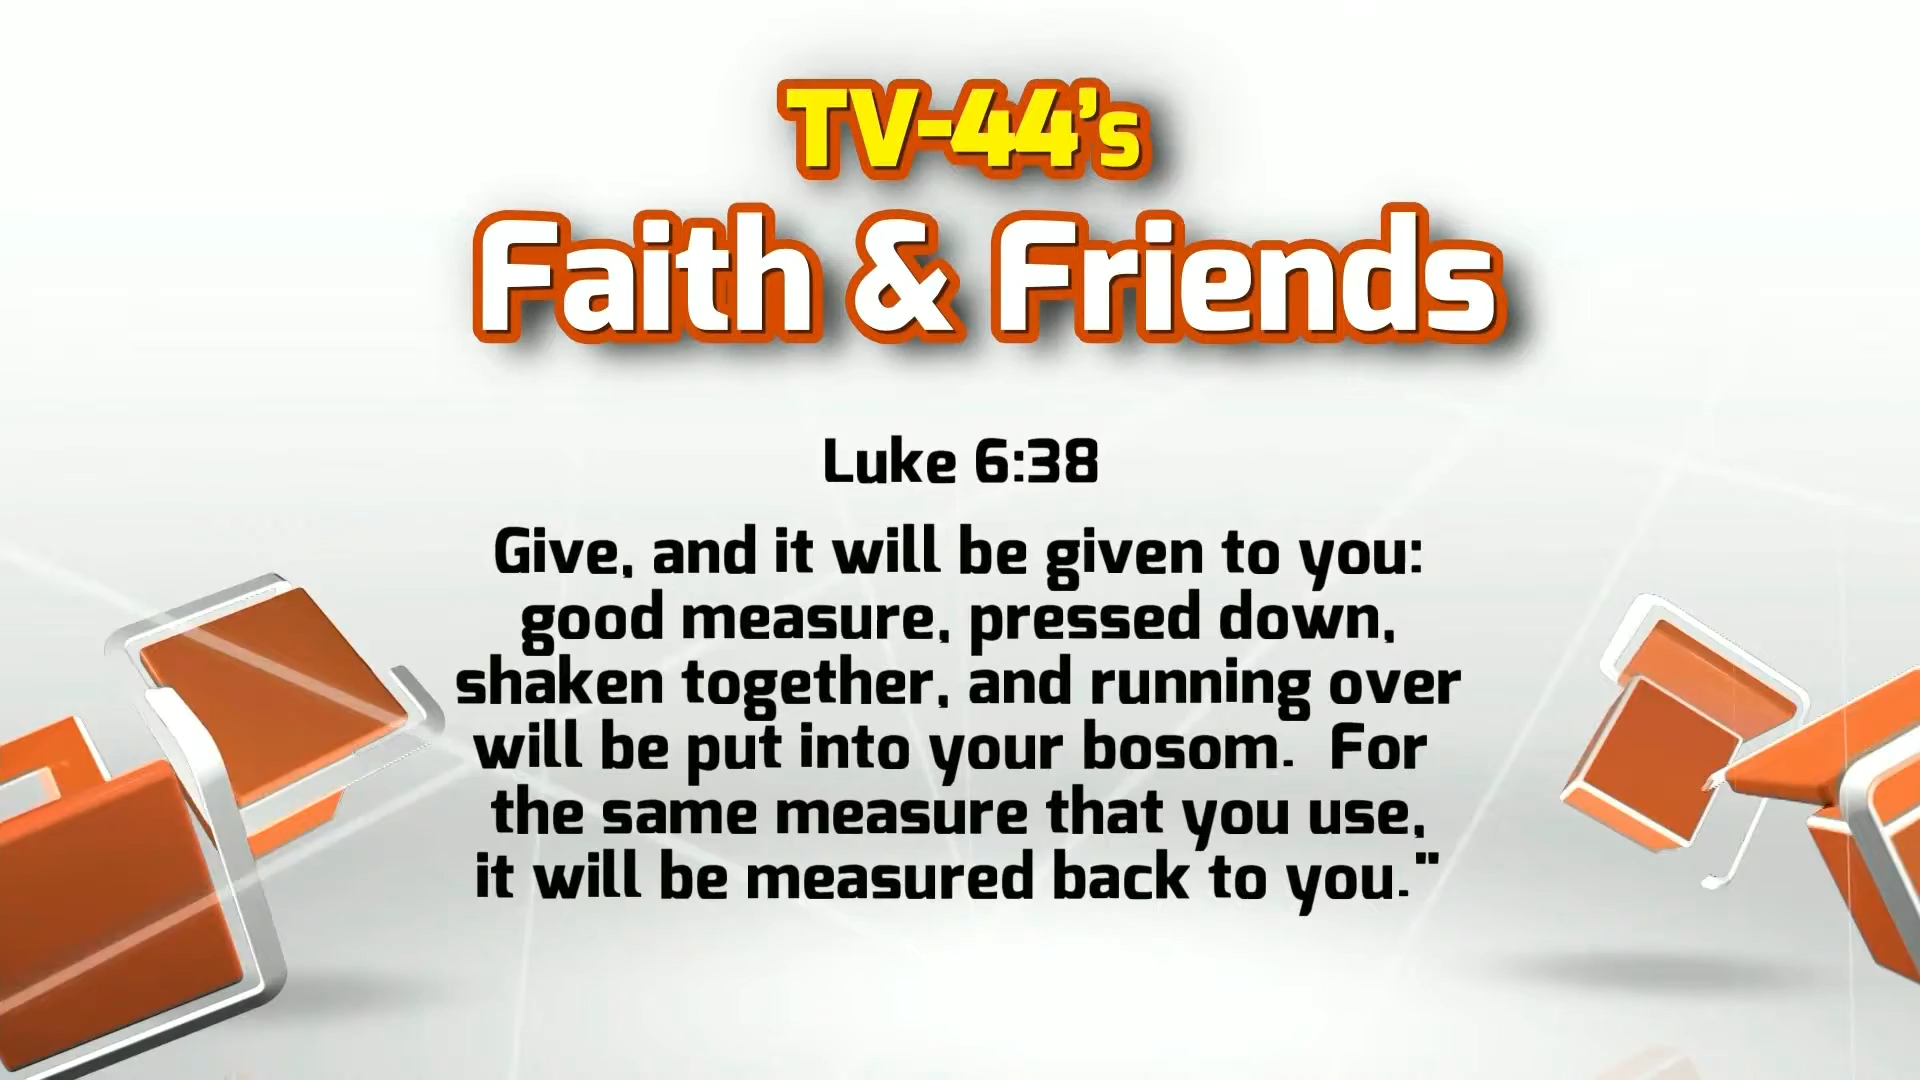 TV-44's
Faith & Friends
Luke 6:38
Give, and it will be given to you:
good measure, pressed down,
shaken together, and running over
will be put into your bosom.  For
the same measure that you use,
it will be measured back to you."